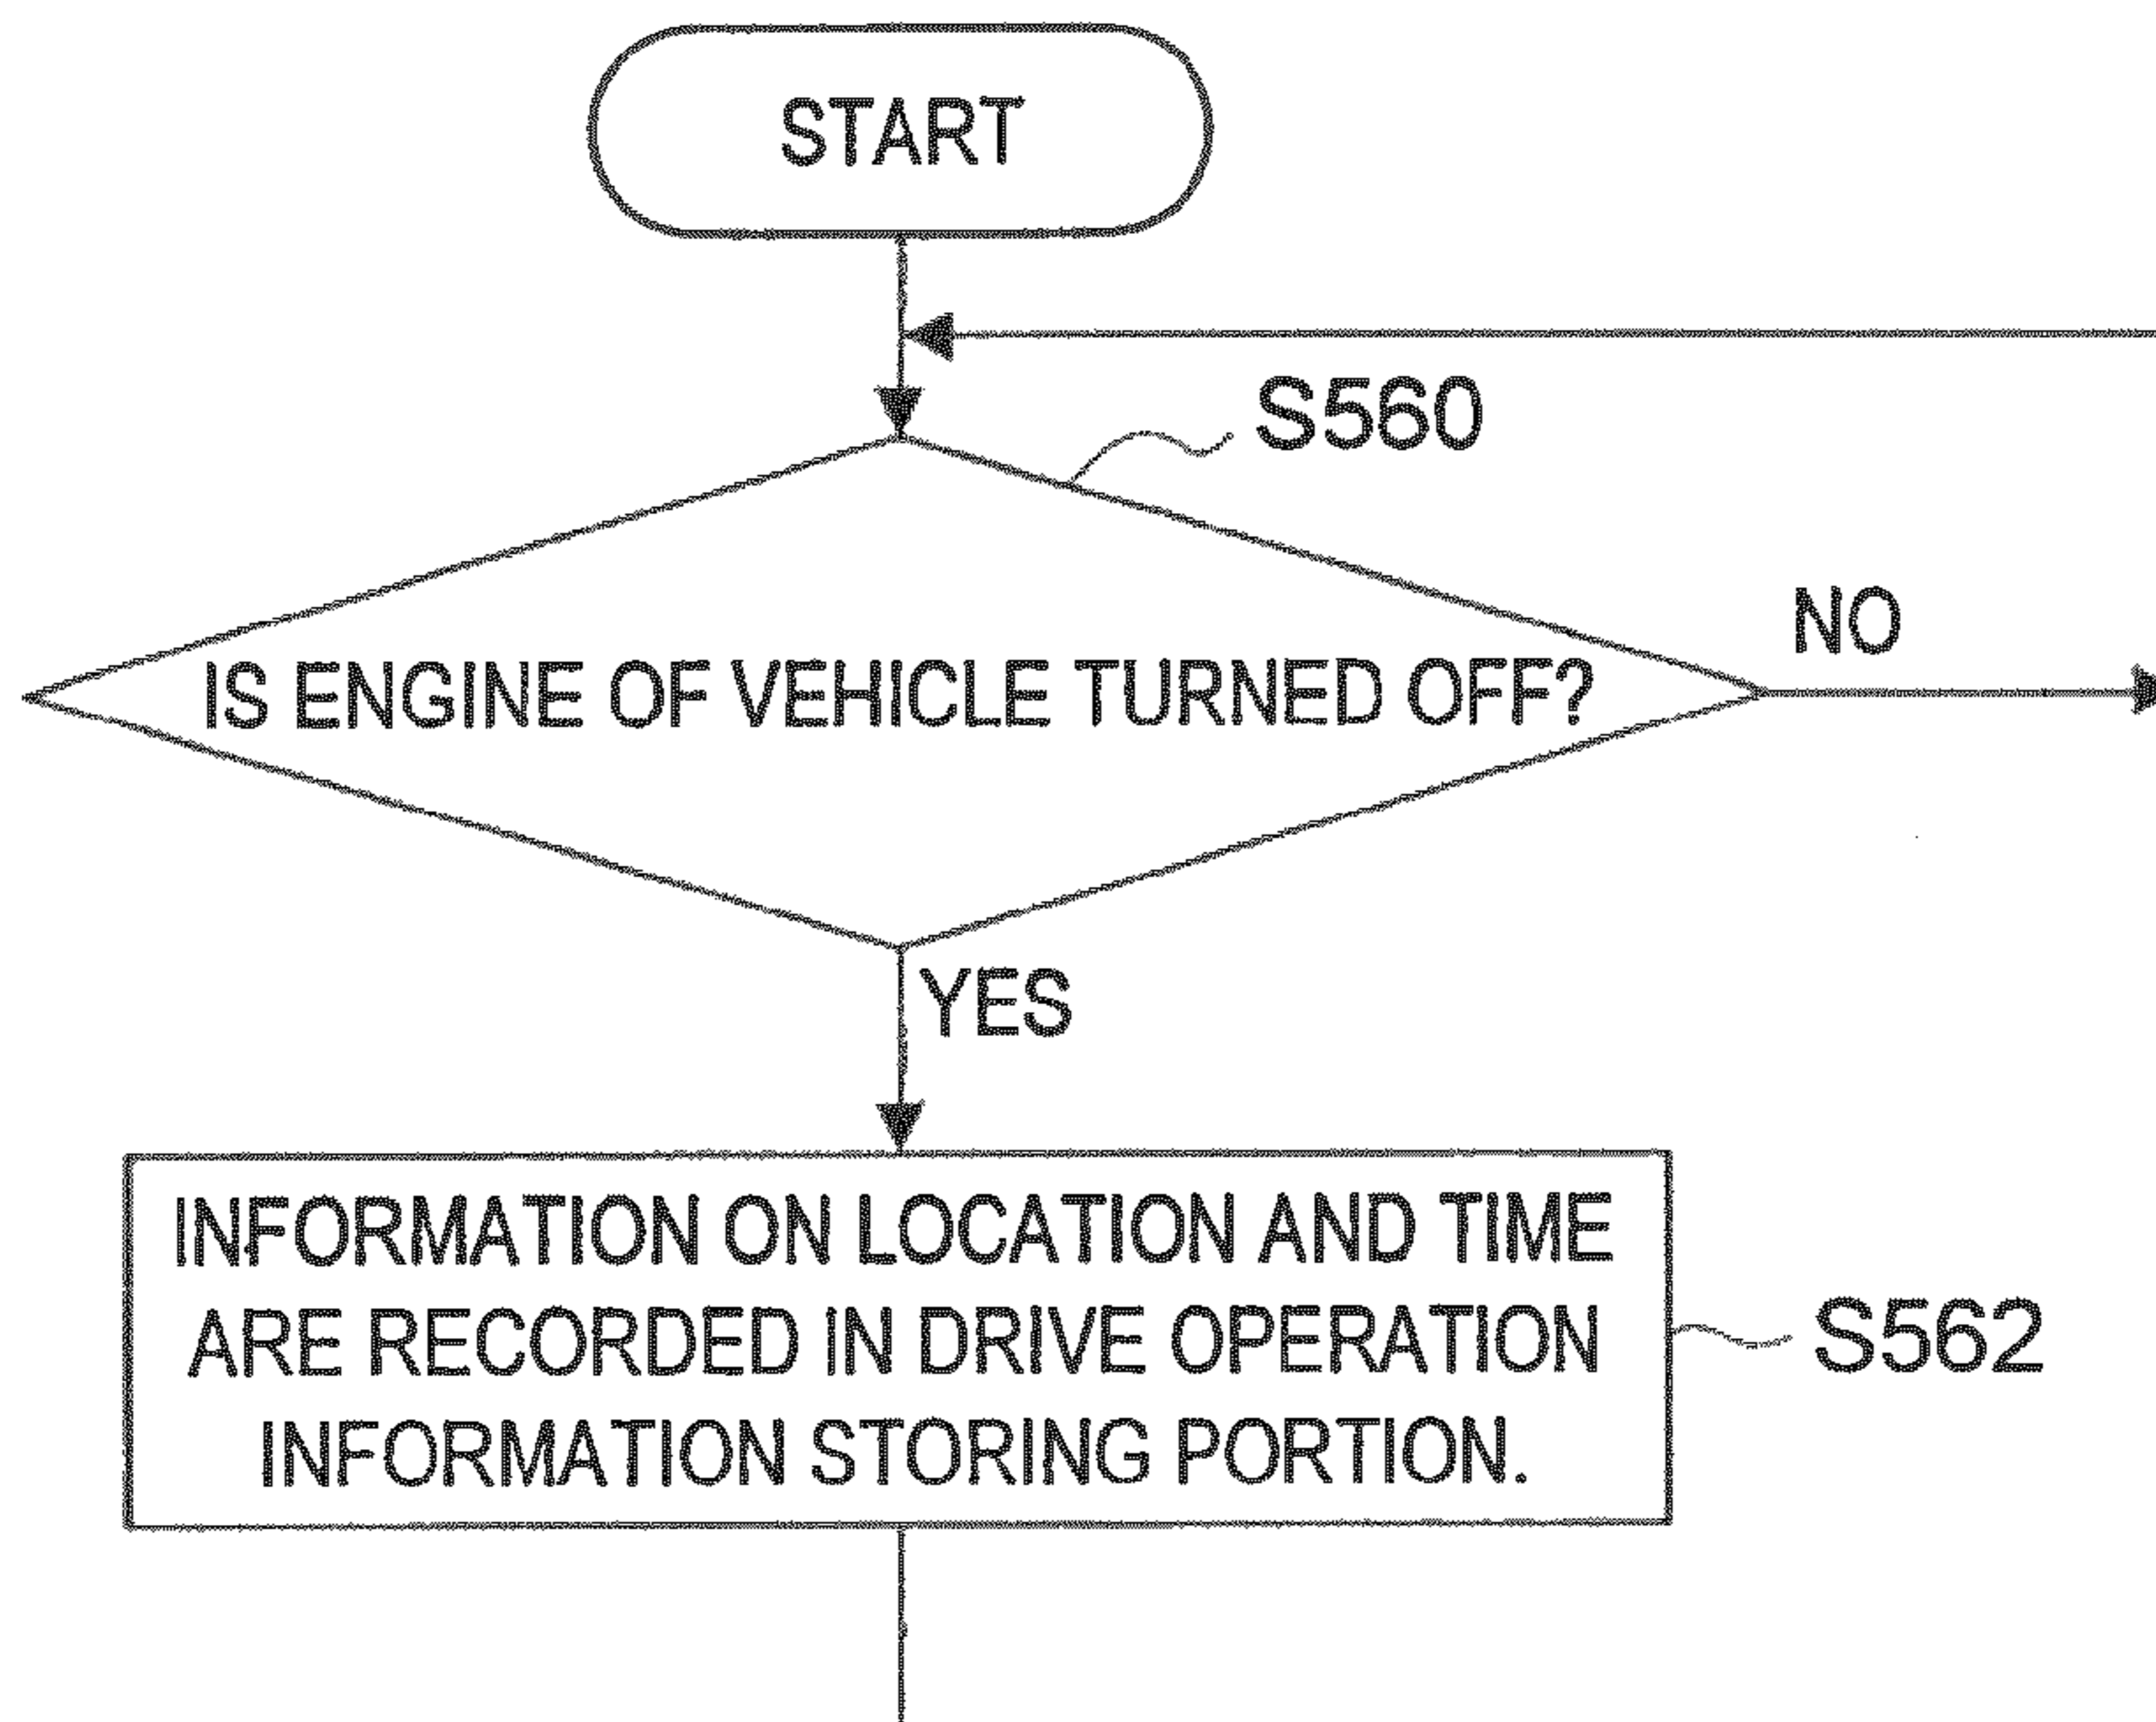 START
S560
NO
IS ENGINE OF VEHICLE TURNED OFF?
YES
INFORMATION ON LOCATION AND TIME
ARE RECORDED IN DRIVE OPERATION
INFORMATION STORING PORTION.
S562